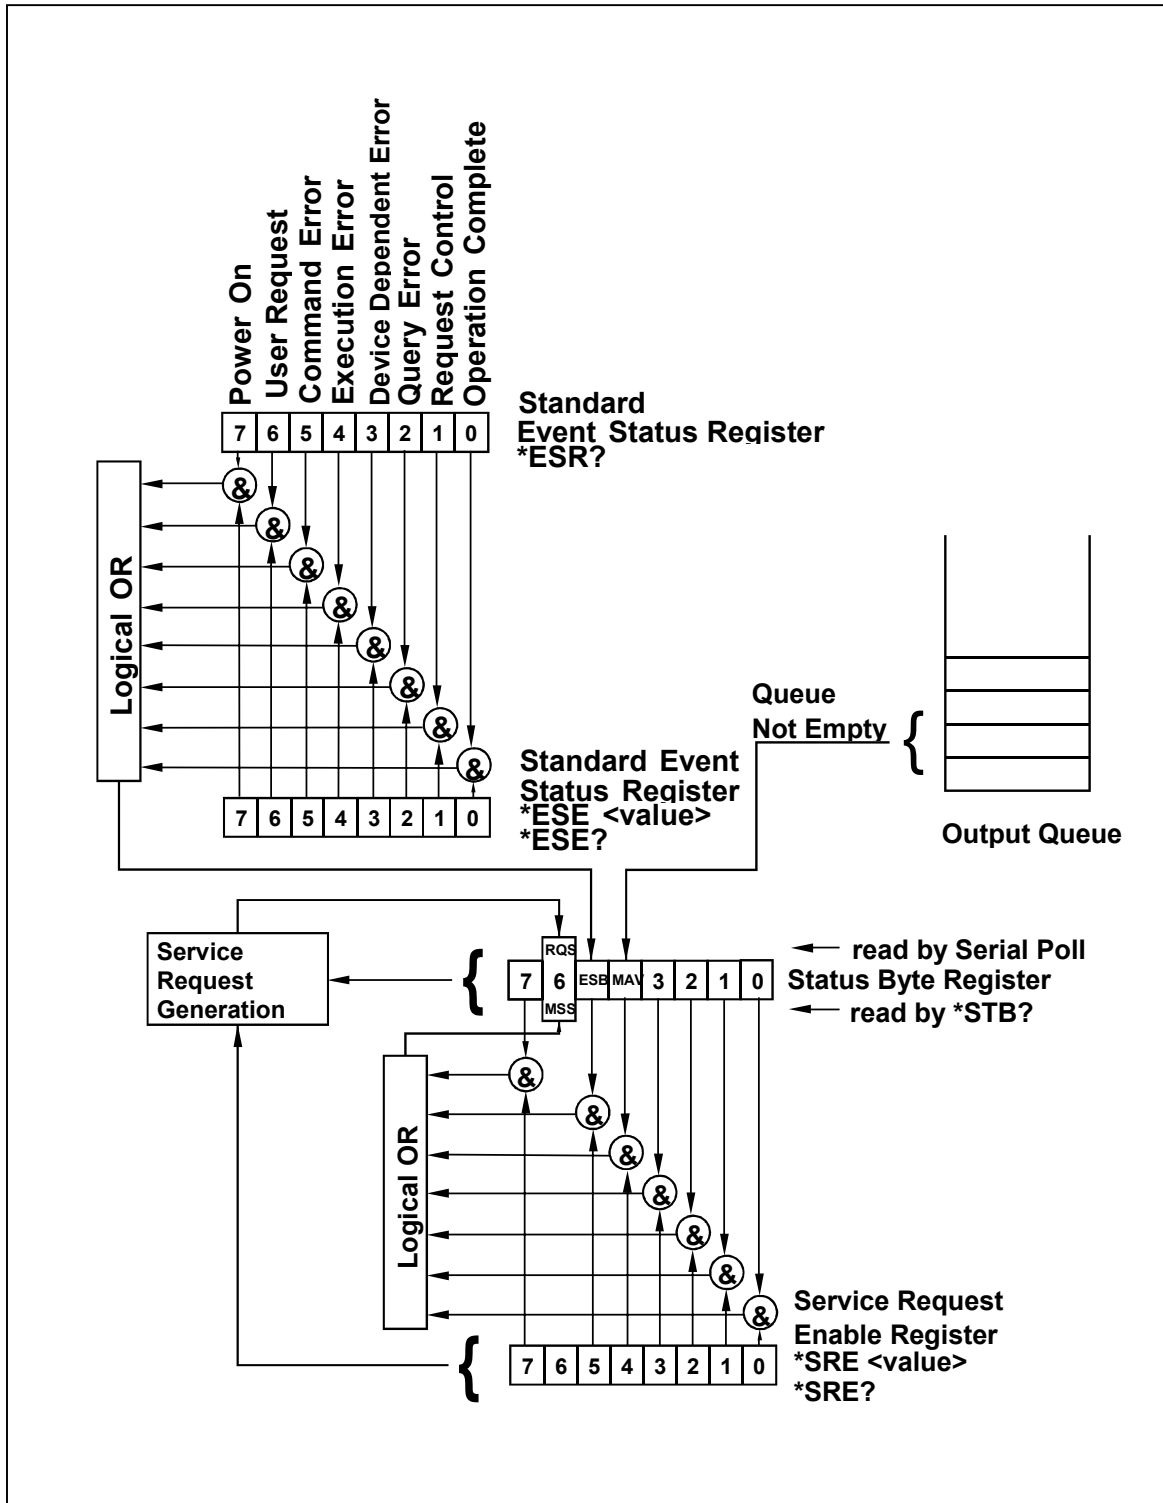 Power On
User Request
Command Error
Execution Error
Device Dependent Error
Query Error
Request Control
Operation Complete
7 6 5 4 3 2 1 0
Standard
Event Status Register
*ESR?
& & & & & & & &
Logical OR
Queue
Not Empty
{
Output Queue
Standard Event
Status Register
*ESE <value>
*ESE?
7 6 5 4 3 2 1 0
Service
Request
Generation
{
RQS
7 6 ESB MAV 3 2 1 0
MSS
read by Serial Poll
Status Byte Register
read by *STB?
& & & & & & &
Logical OR
Service Request
Enable Register
*SRE <value>
*SRE?
{
7 6 5 4 3 2 1 0